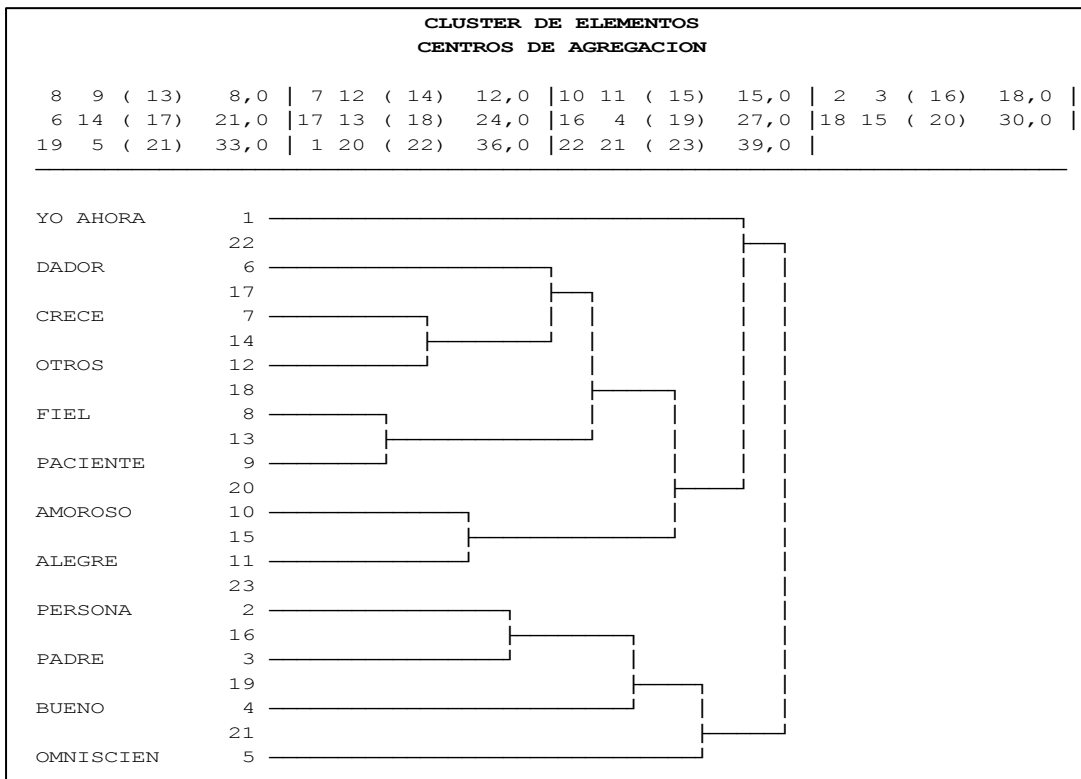 CLUSTER DE ELEMENTOS
CENTROS DE AGREGACION
8 9 ( 13) 8,0 | 7 12 ( 14) 12,0 |10 11 ( 15) 15,0 | 2 3 ( 16) 18,0 |
6 14 ( 17) 21,0 |17 13 ( 18) 24,0 |16 4 ( 19) 27,0 |18 15 ( 20) 30,0 |
19 5 ( 21) 33,0 | 1 20 ( 22) 36,0 |22 21 ( 23) 39,0 |
YO AHORA 1
22
DADOR 6
17
CRECE 7
14
OTROS 12
18
FIEL 8
13
PACIENTE 9
20
AMOROSO 10
15
ALEGRE 11
23
PERSONA 2
16
PADRE 3
19
BUENO 4
21
OMNISCIEN 5